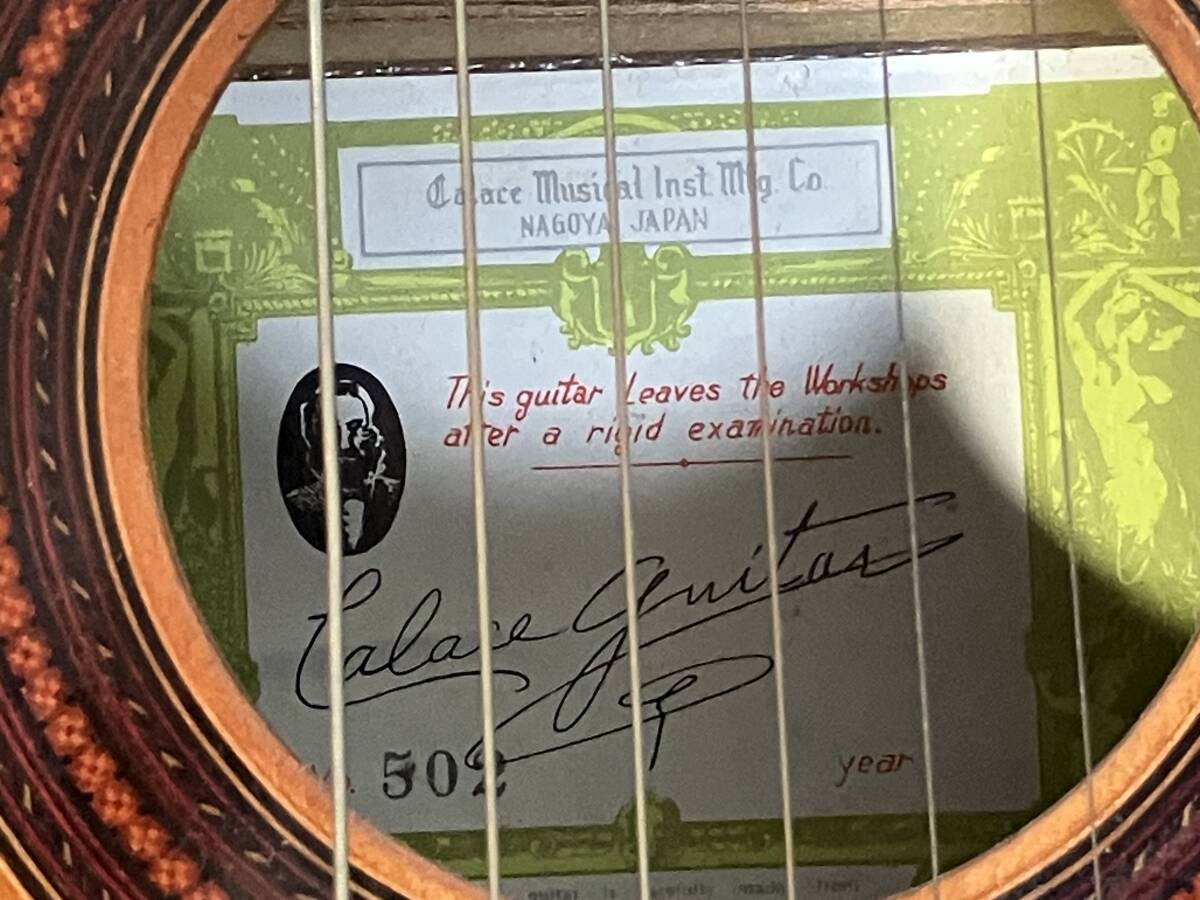 Calace Musical Inst. Mfg. Co.
NAGOYA JAPAN
This guitar Leaves the Workshops
after a rigid examination.
Calace Guitar
No. 502
year